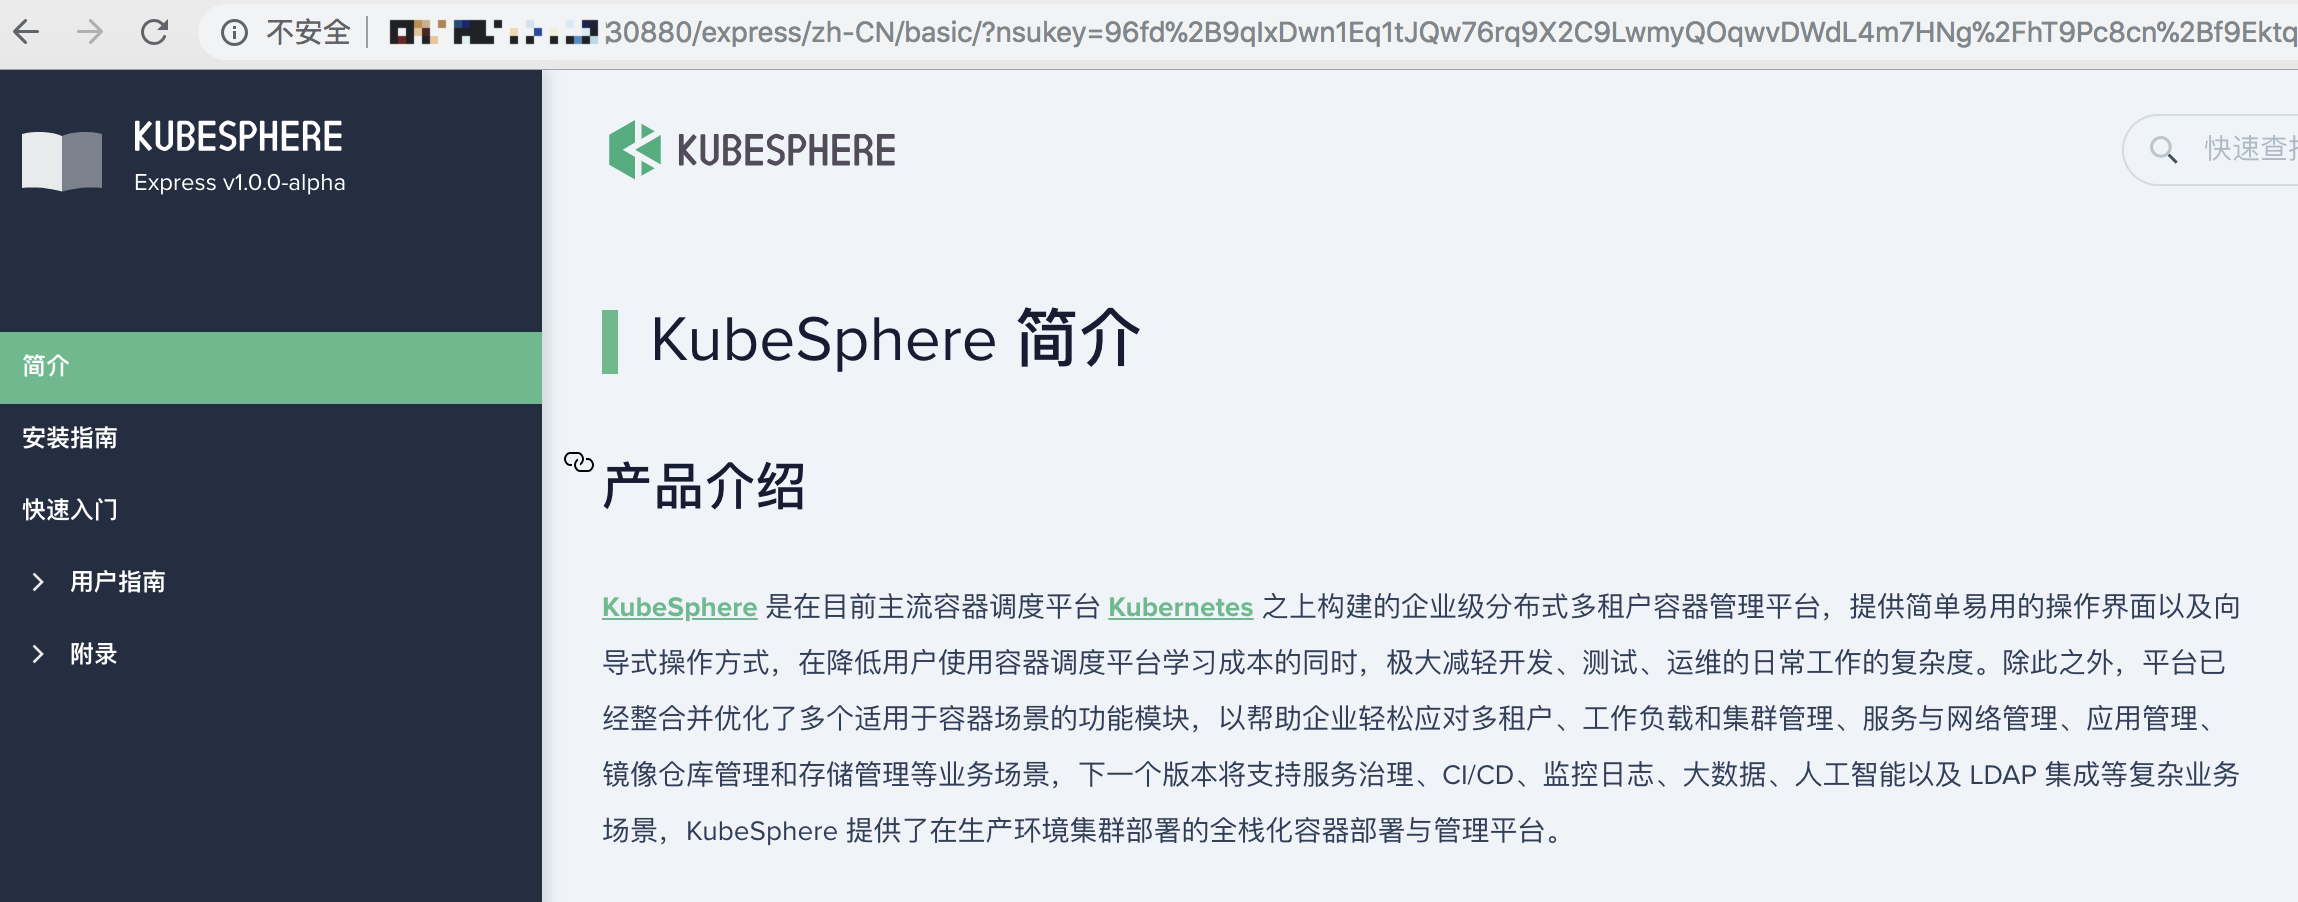 不安全 30880/express/zh-CN/basic/?nsukey=96fd%2B9qIxDwn1Eq1tJQw76rq9X2C9LwmyQOqwvDWdL4m7HNg%2FhT9Pc8cn%2Bf9Ektq
KUBESPHERE
Express v1.0.0-alpha
简介
安装指南
快速入门
用户指南
附录
KUBESPHERE
快速查
KubeSphere 简介
产品介绍
KubeSphere 是在目前主流容器调度平台 Kubernetes 之上构建的企业级分布式多租户容器管理平台，提供简单易用的操作界面以及向
导式操作方式，在降低用户使用容器调度平台学习成本的同时，极大减轻开发、测试、运维的日常工作的复杂度。除此之外，平台已
经整合并优化了多个适用于容器场景的功能模块，以帮助企业轻松应对多租户、工作负载和集群管理、服务与网络管理、应用管理、
镜像仓库管理和存储管理等业务场景，下一个版本将支持服务治理、CI/CD、监控日志、大数据、人工智能以及 LDAP 集成等复杂业务
场景，KubeSphere 提供了在生产环境集群部署的全栈化容器部署与管理平台。